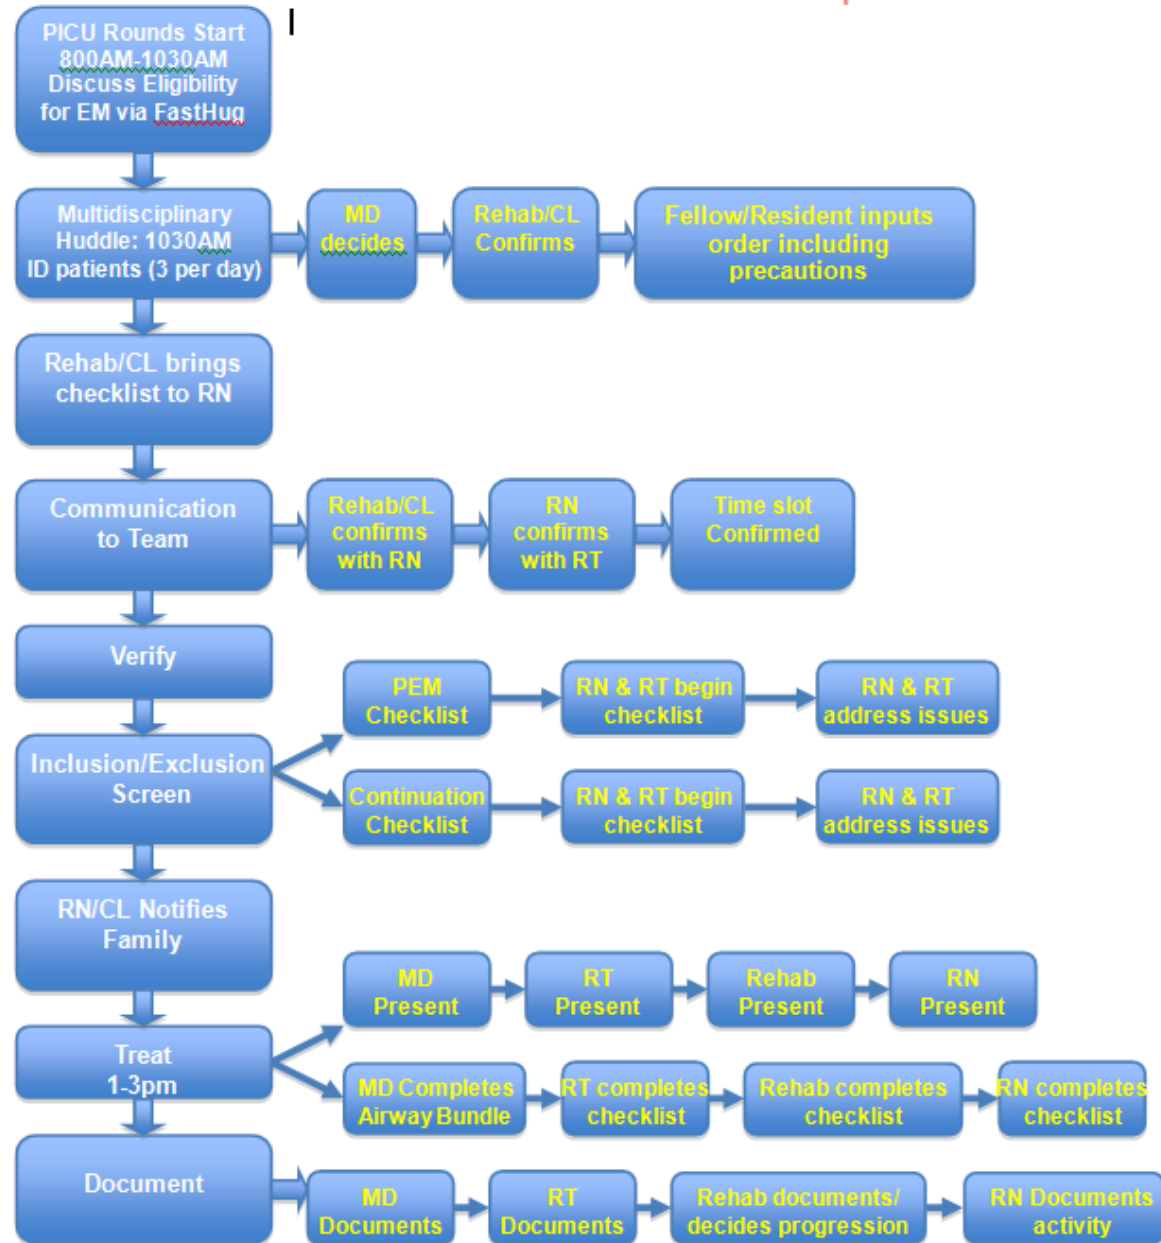 PICU Rounds Start
800AM-1030AM
Discuss Eligibility
for EM via FastHug
Multidisciplinary
Huddle: 1030AM
ID patients (3 per day)
MD
decides
Rehab/CL
Confirms
Fellow/Resident inputs
order including
precautions
Rehab/CL brings
checklist to RN
Communication
to Team
Rehab/CL
confirms
with RN
RN
confirms
with RT
Time slot
Confirmed
Verify
Inclusion/Exclusion
Screen
PEM
Checklist
RN & RT begin
checklist
RN & RT
address issues
Continuation
Checklist
RN & RT begin
checklist
RN & RT
address issues
RN/CL Notifies
Family
Treat
1-3pm
MD
Present
RT
Present
Rehab
Present
RN
Present
MD Completes
Airway Bundle
RT completes
checklist
Rehab completes
checklist
RN completes
checklist
Document
MD
Documents
RT
Documents
Rehab documents/
decides progression
RN Documents
activity